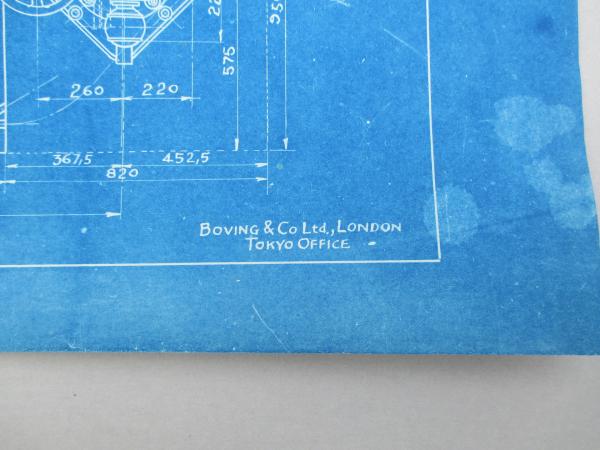 575
260 220
367,5 452,5
820
BOVING & CO LTD., LONDON
TOKYO OFFICE